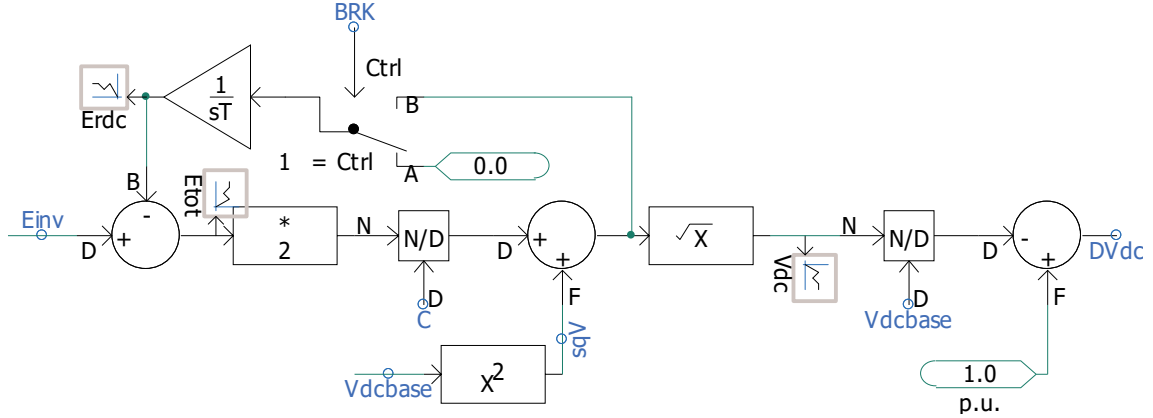 BRK
Ctrl
B
1
sT
Erdc
1 = Ctrl
A
0.0
B
Etot
-
Einv
D
+
*
2
N
N/D
D
C
D
+
+
F
Vsq
√X
N
Vdc
N/D
D
Vdcbase
D
-
+
F
DVdc
Vdcbase
X²
1.0
p.u.